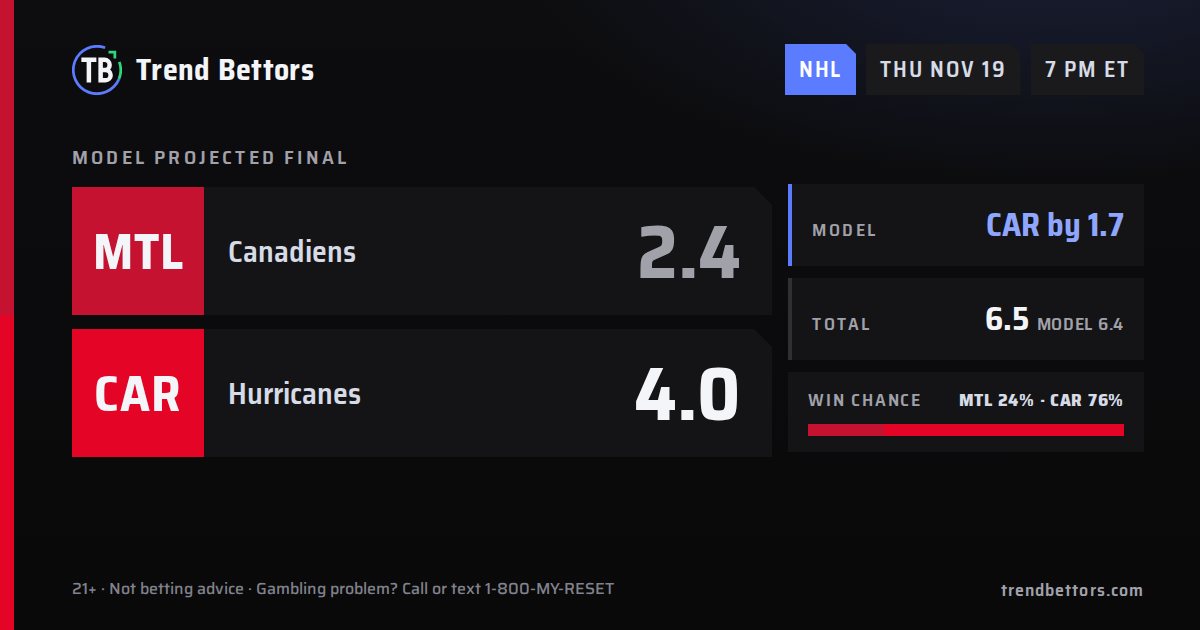 TB Trend Bettors
NHL THU NOV 19 7 PM ET
MODEL PROJECTED FINAL
MTL Canadiens 2.4
CAR Hurricanes 4.0
MODEL CAR by 1.7
TOTAL 6.5 MODEL 6.4
WIN CHANCE MTL 24% · CAR 76%
21+ · Not betting advice · Gambling problem? Call or text 1-800-MY-RESET
trendbettors.com